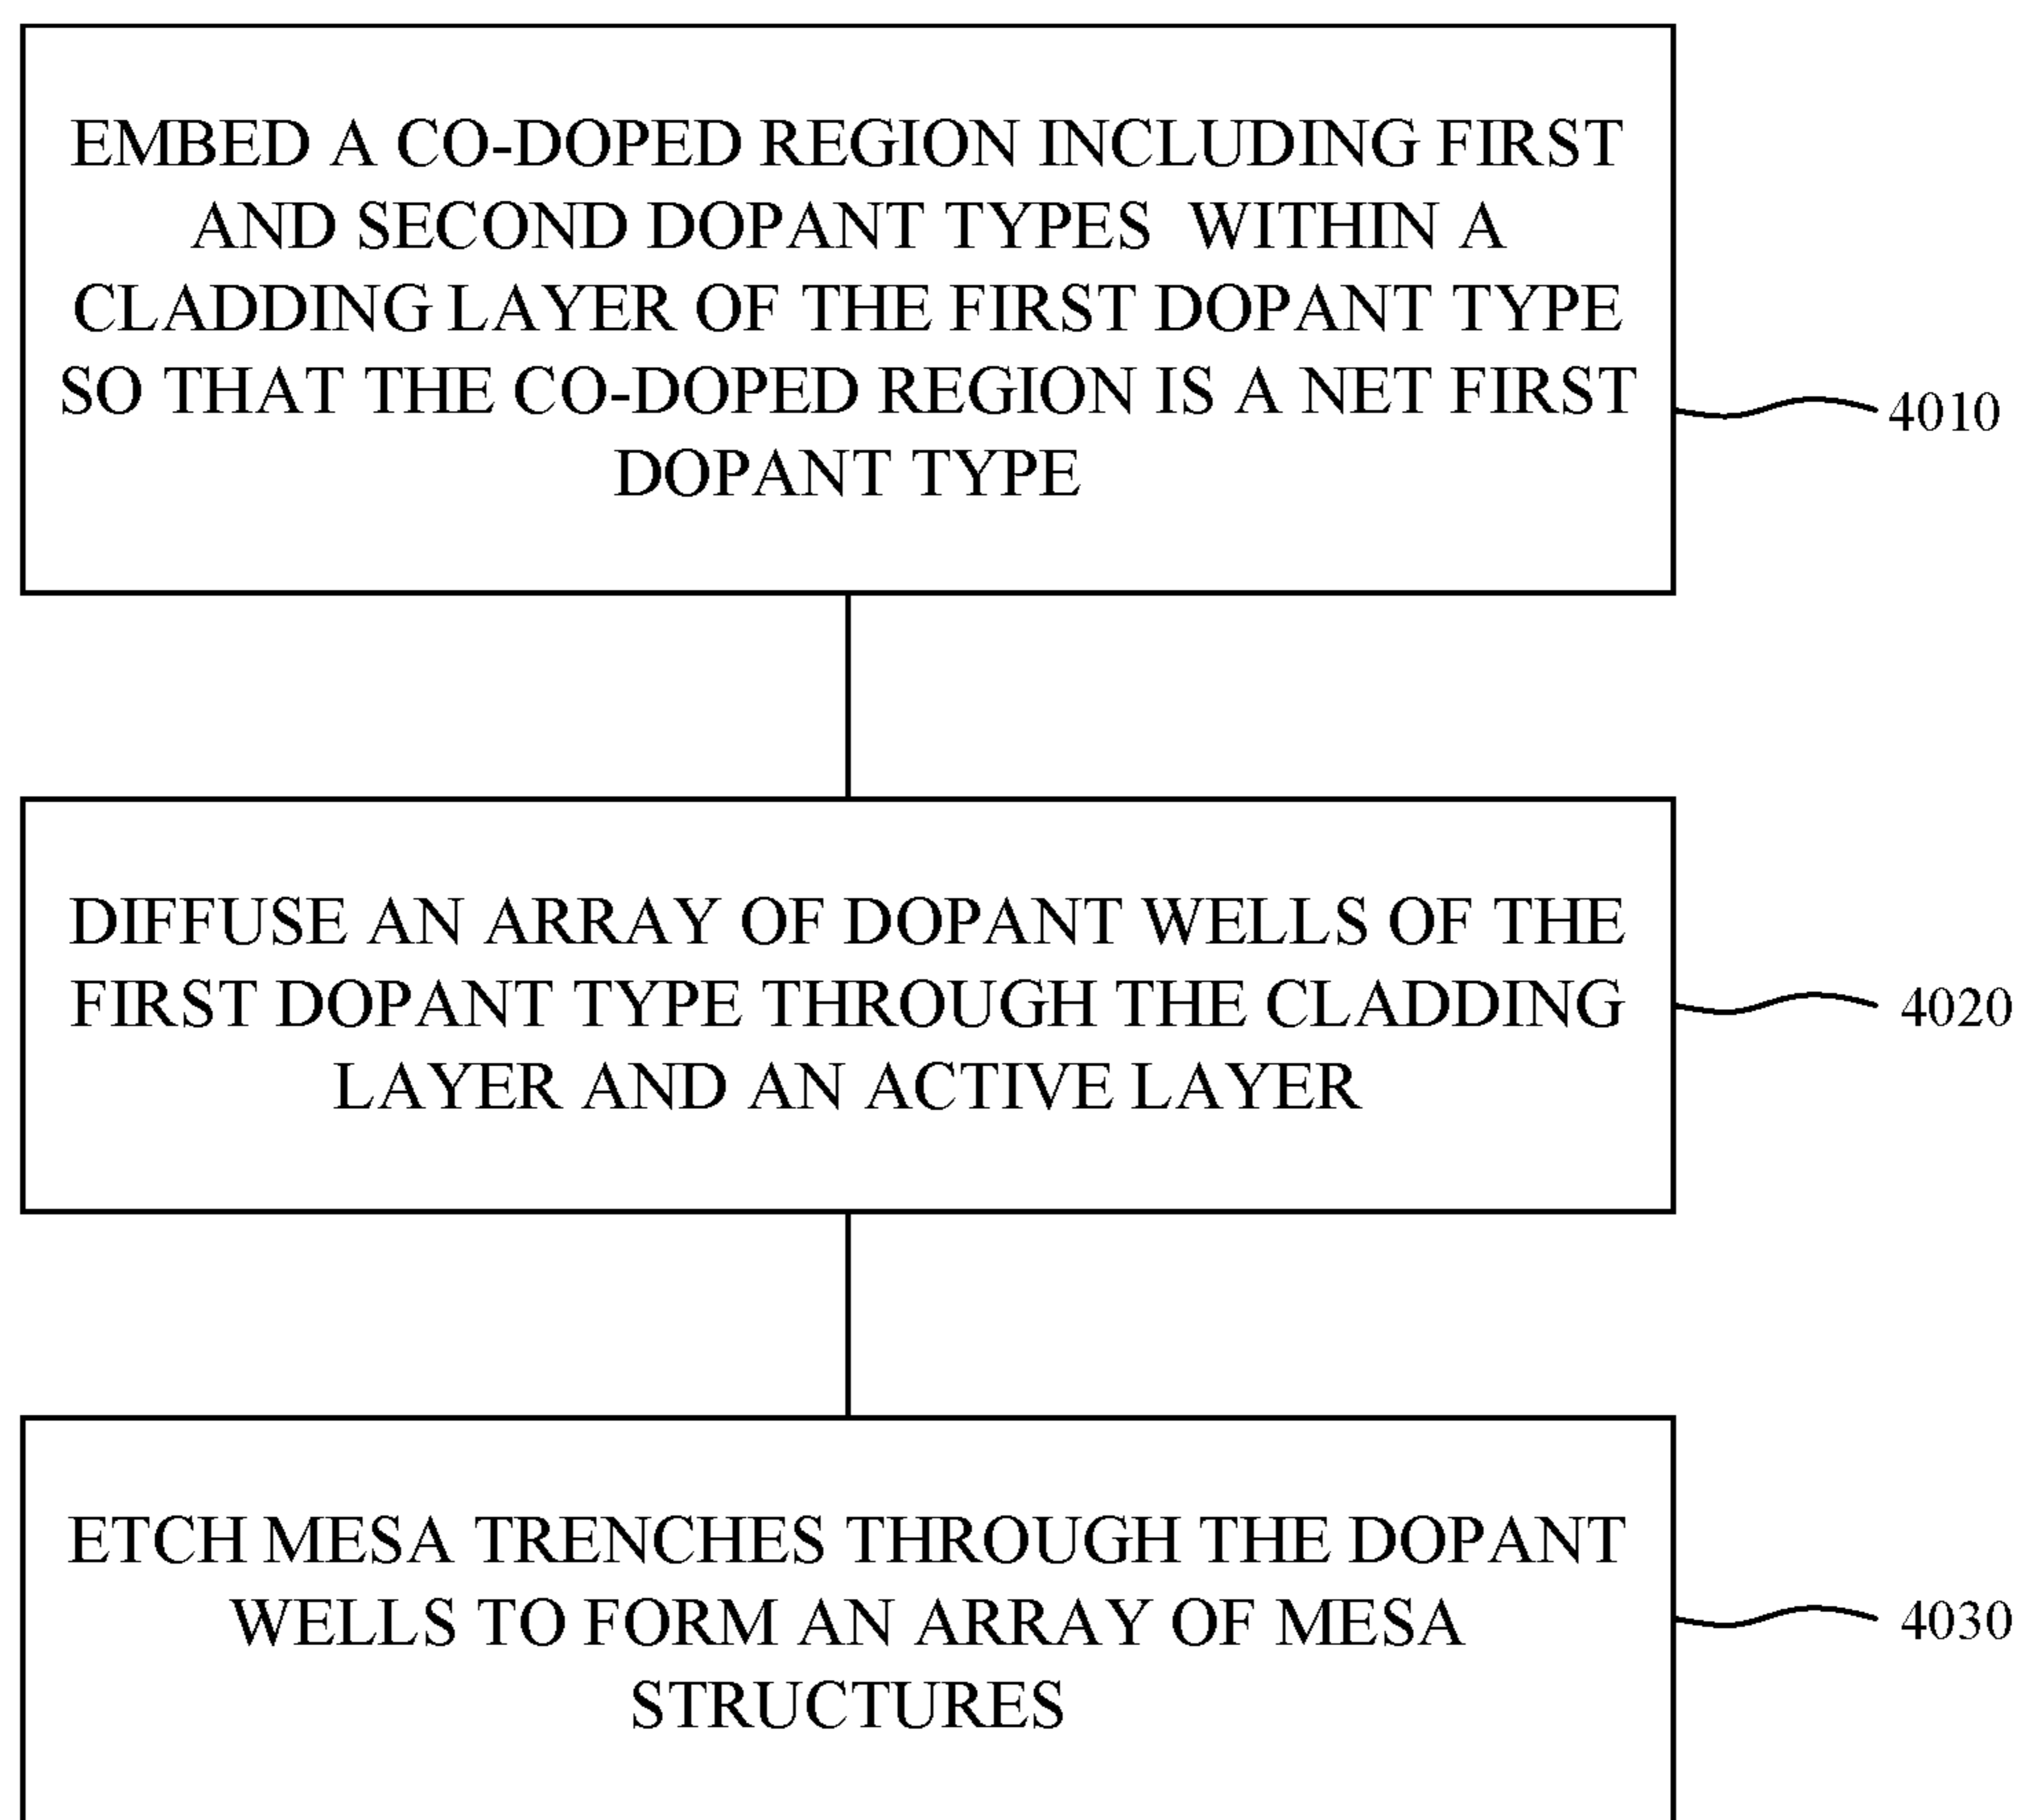 EMBED A CO-DOPED REGION INCLUDING FIRST
AND SECOND DOPANT TYPES WITHIN A
CLADDING LAYER OF THE FIRST DOPANT TYPE
SO THAT THE CO-DOPED REGION IS A NET FIRST
DOPANT TYPE
4010
DIFFUSE AN ARRAY OF DOPANT WELLS OF THE
FIRST DOPANT TYPE THROUGH THE CLADDING
LAYER AND AN ACTIVE LAYER
4020
ETCH MESA TRENCHES THROUGH THE DOPANT
WELLS TO FORM AN ARRAY OF MESA
STRUCTURES
4030